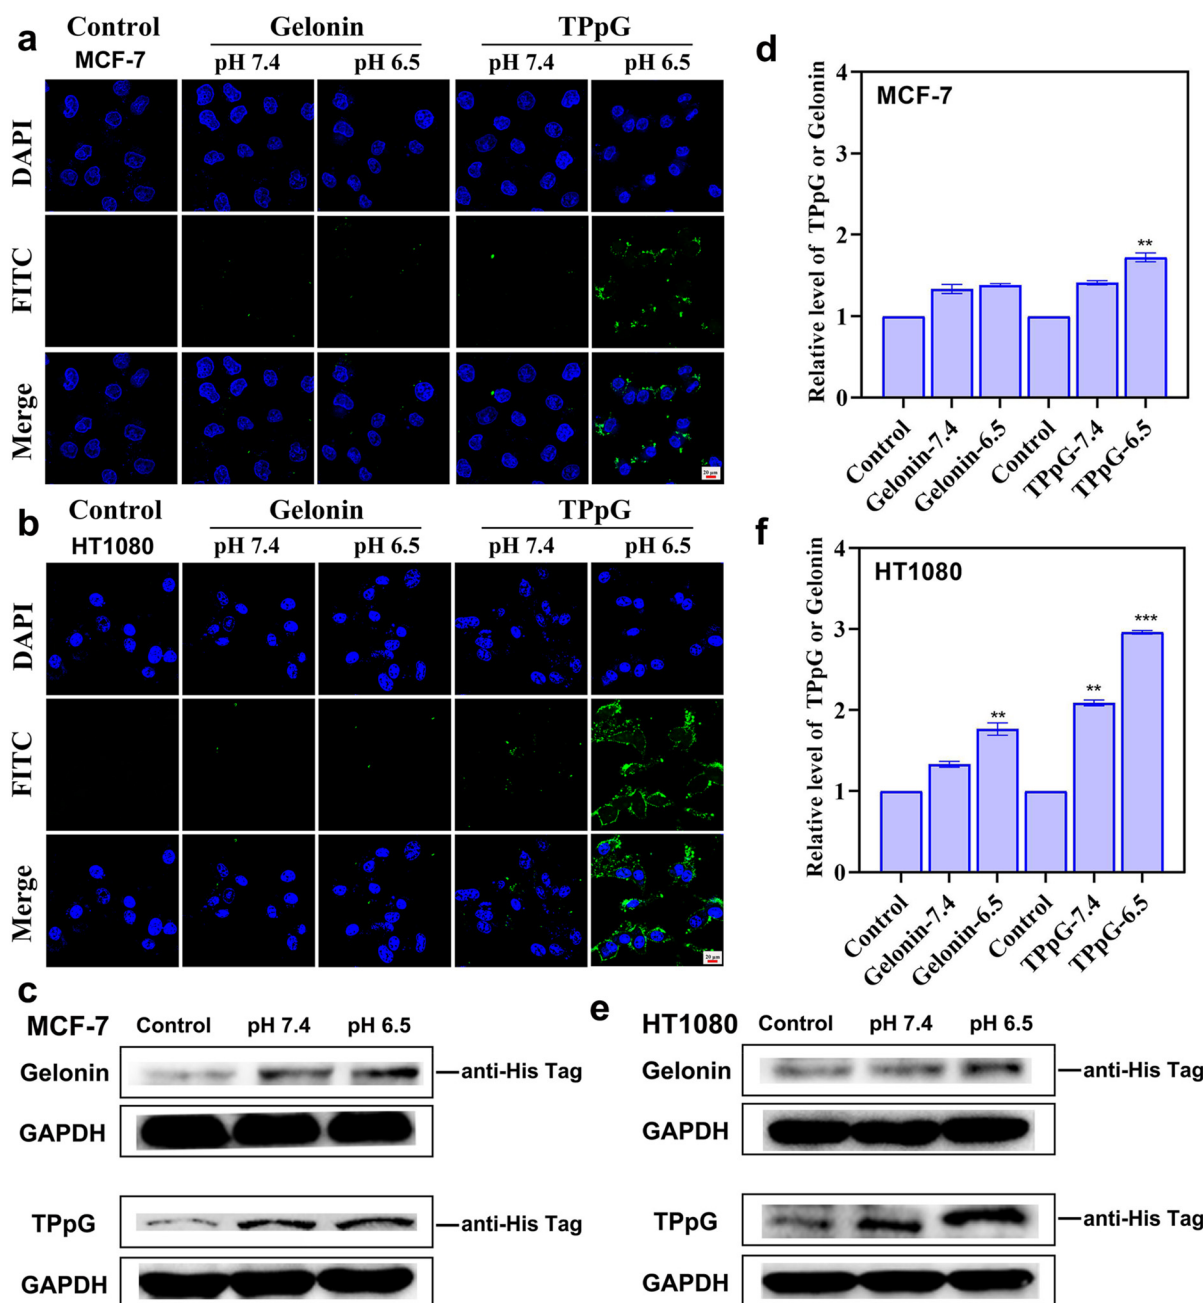 a
Control Gelonin TPpG
MCF-7 pH 7.4 pH 6.5 pH 7.4 pH 6.5
DAPI
FITC
Merge
20 μm
b
Control Gelonin TPpG
HT1080 pH 7.4 pH 6.5 pH 7.4 pH 6.5
DAPI
FITC
Merge
20 μm
c
MCF-7 Control pH 7.4 pH 6.5
Gelonin anti-His Tag
GAPDH
TPpG anti-His Tag
GAPDH
d
MCF-7
Relative level of TPpG or Gelonin
4
3
2
1
0
**
Control Gelonin-7.4 Gelonin-6.5 Control TPpG-7.4 TPpG-6.5
f
HT1080
Relative level of TPpG or Gelonin
4
3
2
1
0
** ** ***
Control Gelonin-7.4 Gelonin-6.5 Control TPpG-7.4 TPpG-6.5
e
HT1080 Control pH 7.4 pH 6.5
Gelonin anti-His Tag
GAPDH
TPpG anti-His Tag
GAPDH